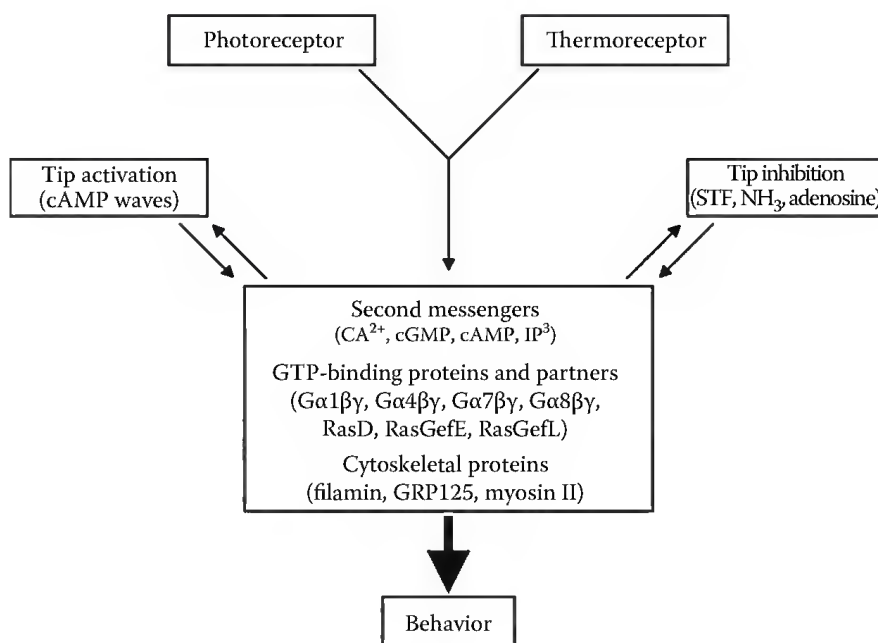 Photoreceptor
Thermoreceptor
Tip activation
(cAMP waves)
Tip inhibition
(STF, NH₃, adenosine)
Second messengers
(CA²⁺, cGMP, cAMP, IP³)
GTP-binding proteins and partners
(Gα1βγ, Gα4βγ, Gα7βγ, Gα8βγ,
RasD, RasGefE, RasGefL)
Cytoskeletal proteins
(filamin, GRP125, myosin II)
Behavior